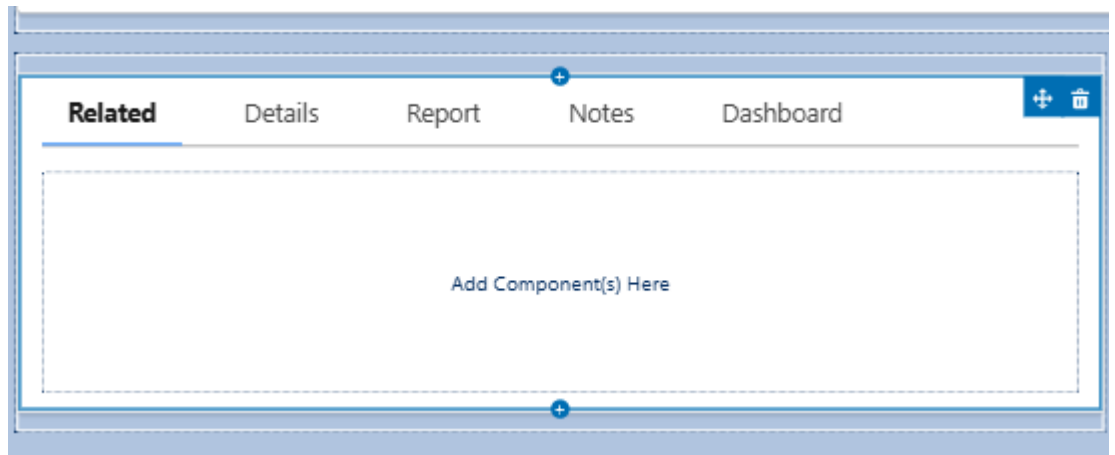 Related Details Report Notes Dashboard
Add Component(s) Here